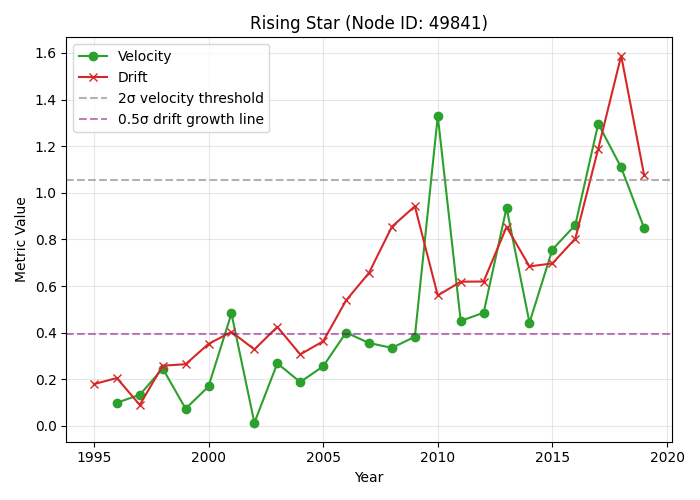 Rising Star (Node ID: 49841)
Velocity
Drift
2σ velocity threshold
0.5σ drift growth line
Metric Value
1.6
1.4
1.2
1.0
0.8
0.6
0.4
0.2
0.0
1995 2000 2005 2010 2015 2020
Year